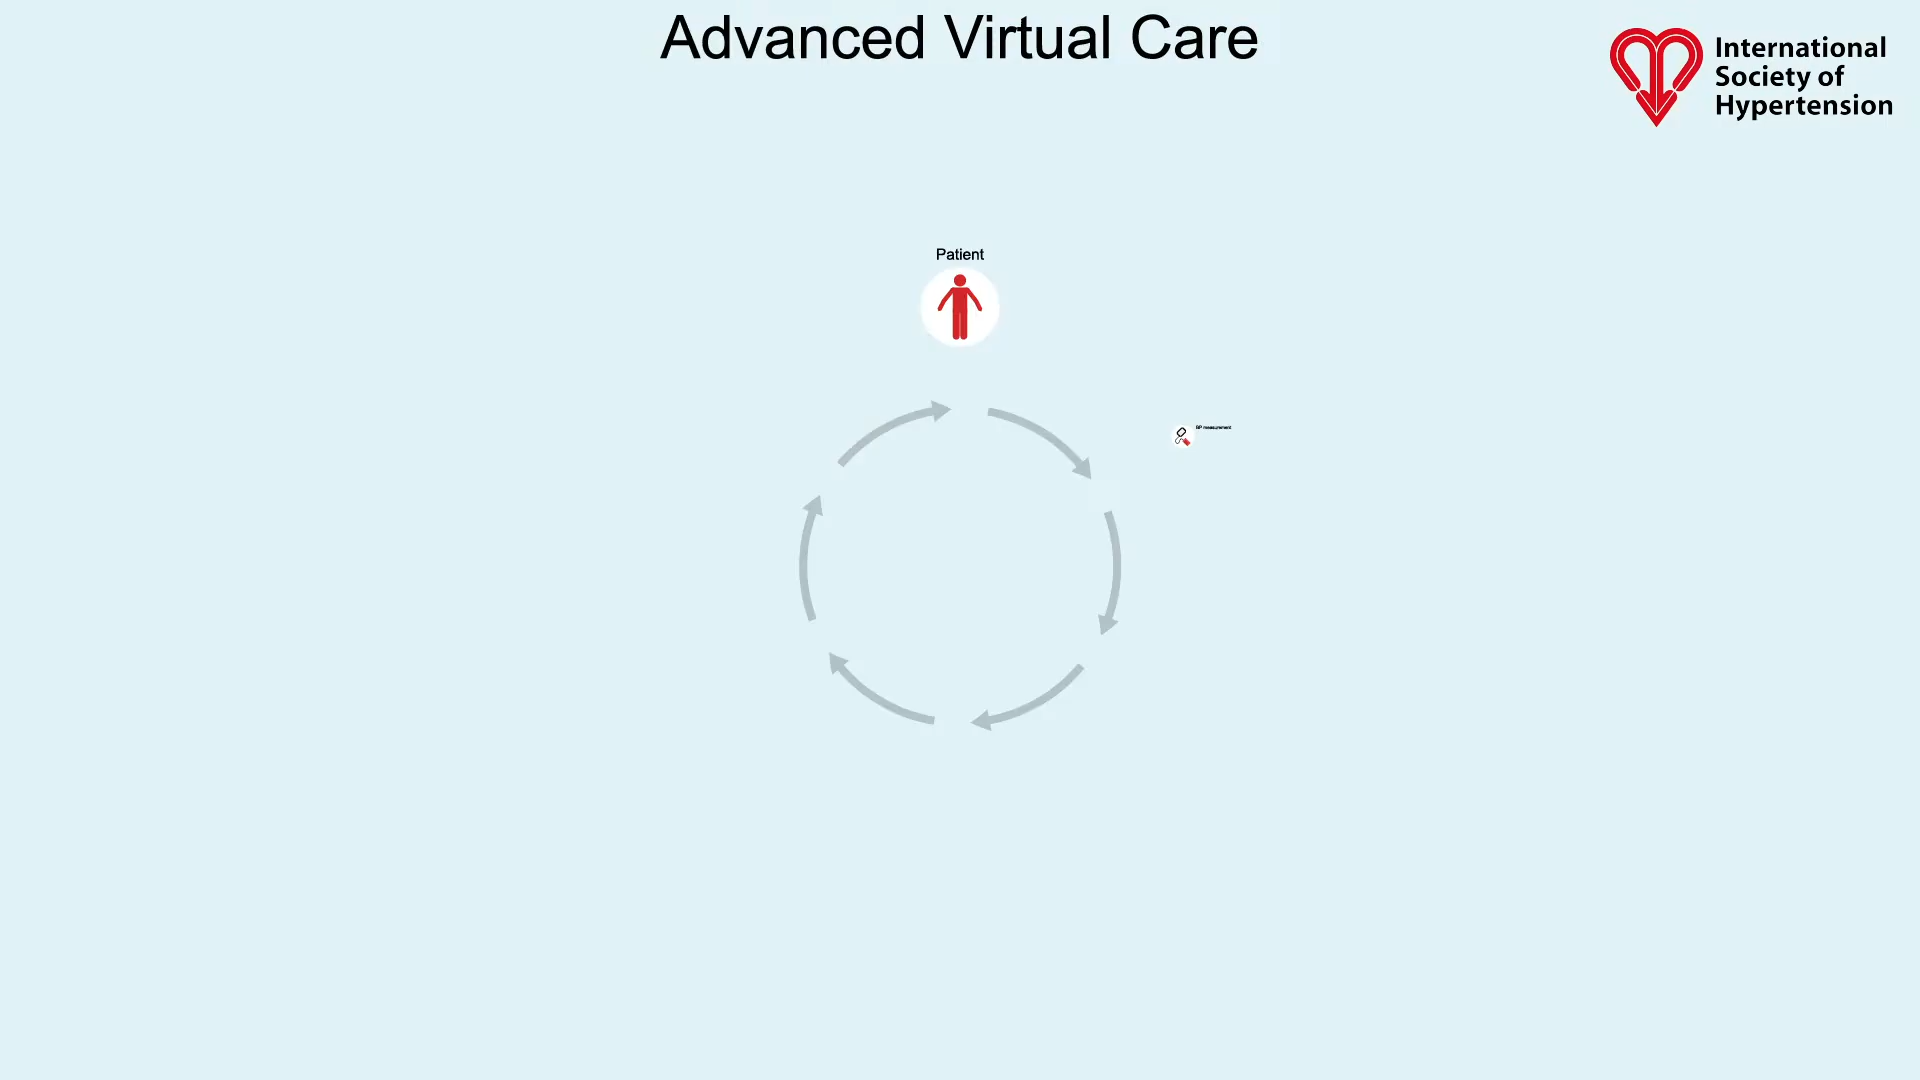 Advanced Virtual Care
International
Society of
Hypertension
Patient
BP measurement